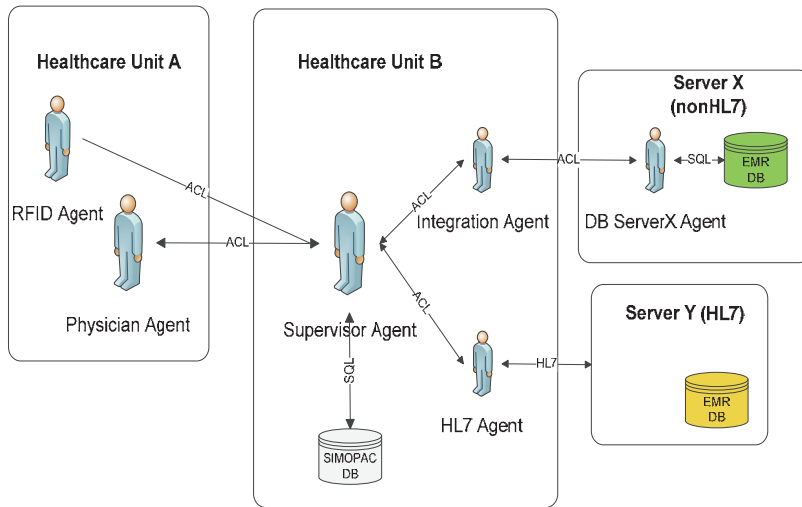 Healthcare Unit A
RFID Agent
Physician Agent
ACL
ACL
Healthcare Unit B
Supervisor Agent
SQL
SIMOPAC
DB
ACL
Integration Agent
ACL
HL7 Agent
ACL
HL7
Server X
(nonHL7)
DB ServerX Agent
SQL
EMR
DB
Server Y (HL7)
EMR
DB